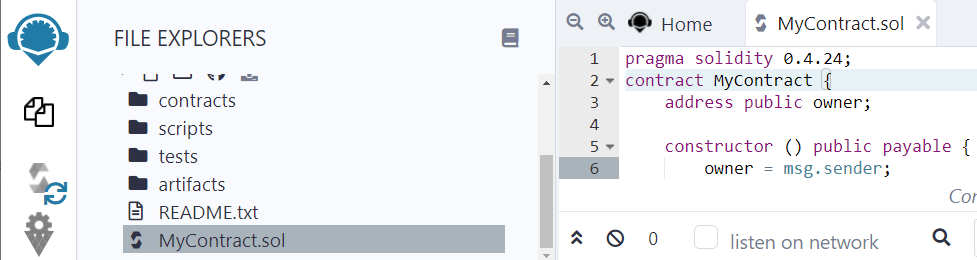 FILE EXPLORERS
contracts
scripts
tests
artifacts
README.txt
MyContract.sol
Home
MyContract.sol
1 pragma solidity 0.4.24;
2 contract MyContract {
3 address public owner;
4
5 constructor () public payable {
6 owner = msg.sender;
Con
0
listen on network